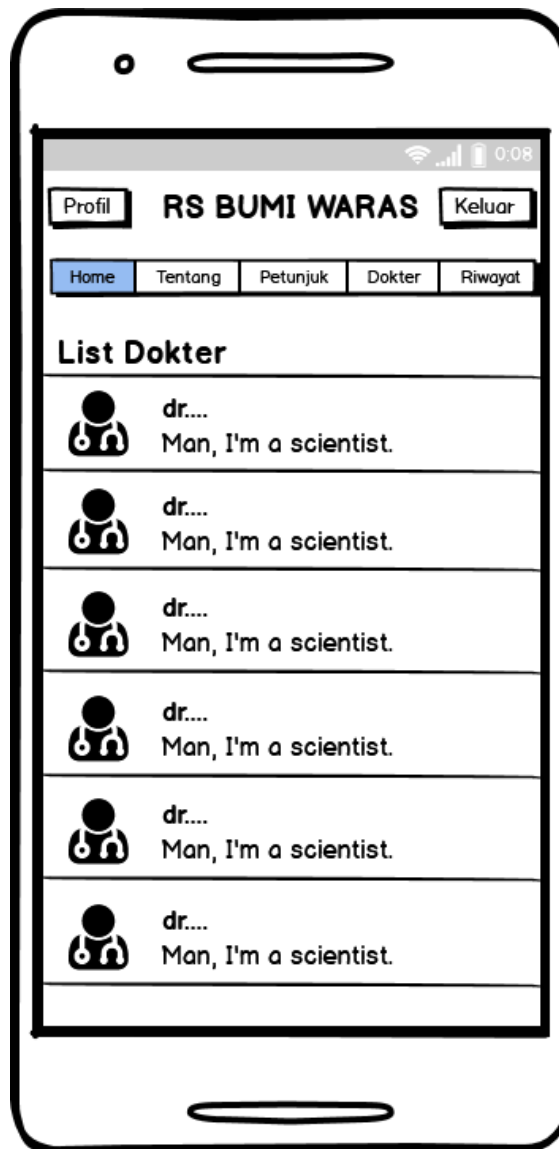 0:08
Profil RS BUMI WARAS Keluar
Home Tentang Petunjuk Dokter Riwayat
List Dokter
dr....
Man, I'm a scientist.
dr....
Man, I'm a scientist.
dr....
Man, I'm a scientist.
dr....
Man, I'm a scientist.
dr....
Man, I'm a scientist.
dr....
Man, I'm a scientist.